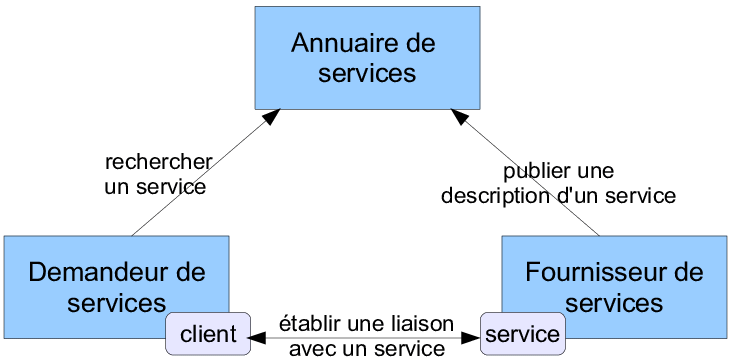 Annuaire de
services
rechercher
un service
publier une
description d'un service
Demandeur de
services
Fournisseur de
services
client
établir une liaison
avec un service
service